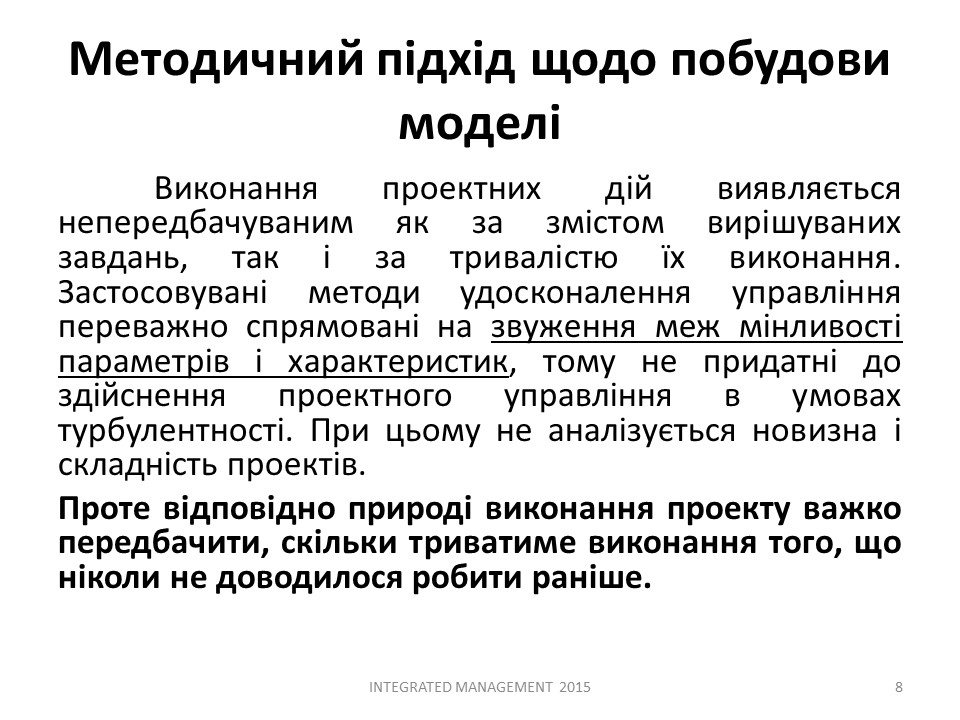 Методичний підхід щодо побудови
моделі
Виконання проектних дій виявляється
непередбачуваним як за змістом вирішуваних
завдань, так і за тривалістю їх виконання.
Застосовувані методи удосконалення управління
переважно спрямовані на звуження меж мінливості
параметрів і характеристик, тому не придатні до
здійснення проектного управління в умовах
турбулентності. При цьому не аналізується новизна і
складність проектів.
Проте відповідно природі виконання проекту важко
передбачити, скільки триватиме виконання того, що
ніколи не доводилося робити раніше.
INTEGRATED MANAGEMENT 2015
8